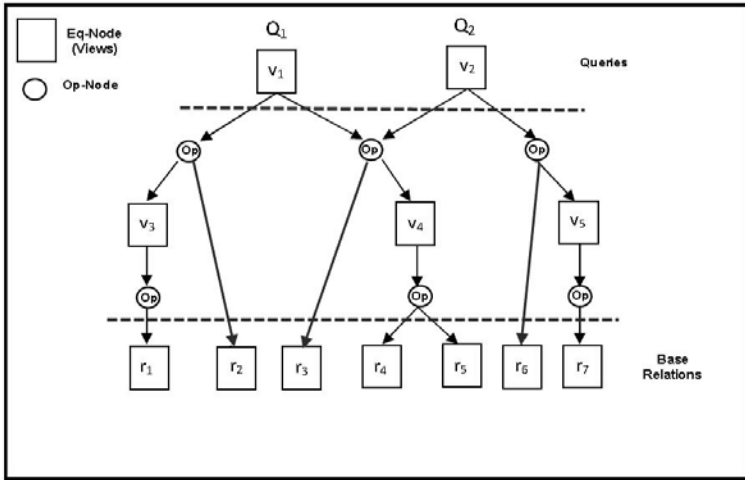 Eq-Node
(Views)
Op-Node
Q1 Q2
v1 v2
Queries
Op Op Op
v3 v4 v5
Op Op Op
r1 r2 r3 r4 r5 r6 r7
Base
Relations